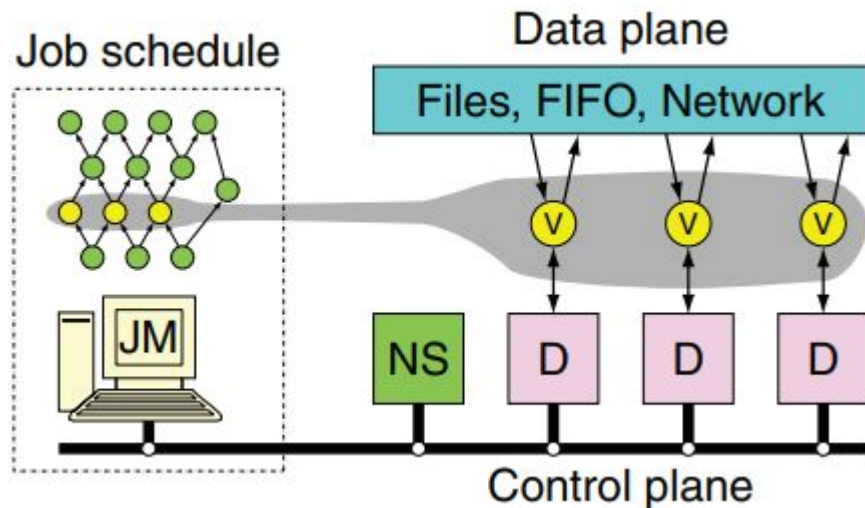 Job schedule
Data plane
Files, FIFO, Network
V V V
JM
NS D D D
Control plane